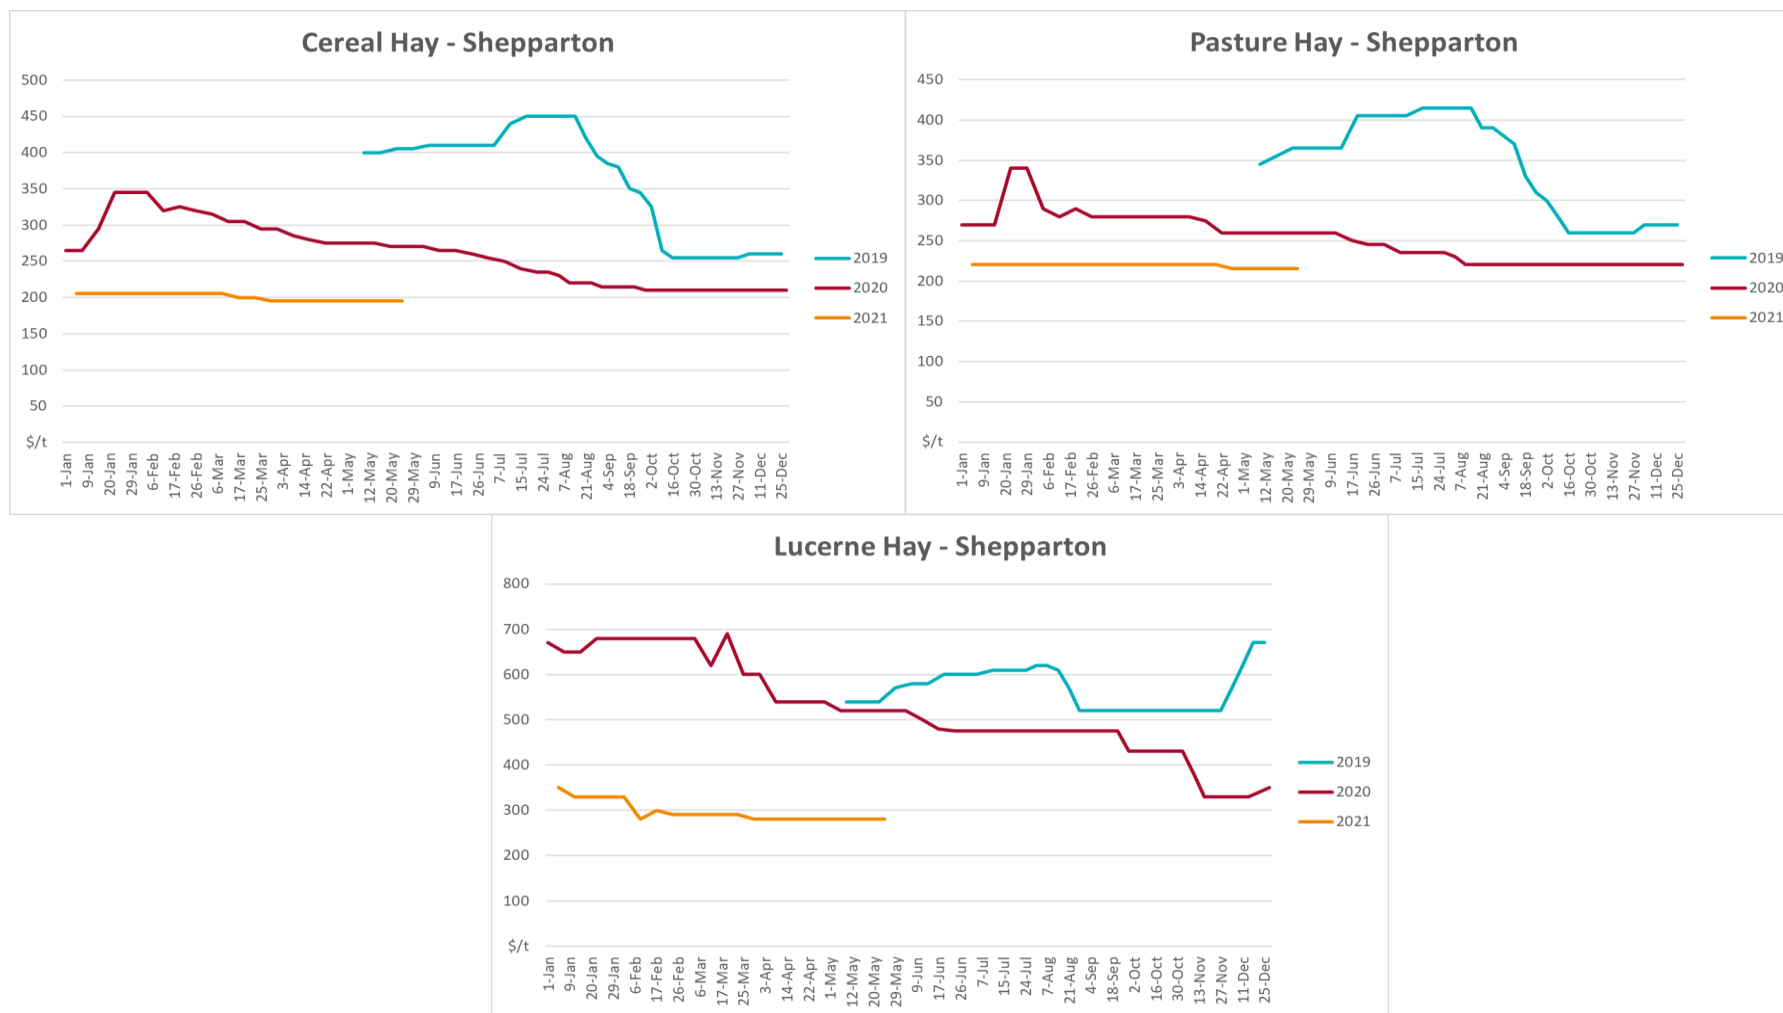 Cereal Hay - Shepparton
500
450
400
350
300
250
200
150
100
50
$/t
1-Jan
9-Jan
20-Jan
29-Jan
6-Feb
17-Feb
26-Feb
6-Mar
17-Mar
25-Mar
3-Apr
14-Apr
22-Apr
1-May
12-May
20-May
29-May
9-Jun
17-Jun
26-Jun
7-Jul
15-Jul
24-Jul
7-Aug
21-Aug
4-Sep
18-Sep
2-Oct
16-Oct
30-Oct
13-Nov
27-Nov
11-Dec
25-Dec
2019
2020
2021
Pasture Hay - Shepparton
450
400
350
300
250
200
150
100
50
$/t
1-Jan
9-Jan
20-Jan
29-Jan
6-Feb
17-Feb
26-Feb
6-Mar
17-Mar
25-Mar
3-Apr
14-Apr
22-Apr
1-May
12-May
20-May
29-May
9-Jun
17-Jun
26-Jun
7-Jul
15-Jul
24-Jul
7-Aug
21-Aug
4-Sep
18-Sep
2-Oct
16-Oct
30-Oct
13-Nov
27-Nov
11-Dec
25-Dec
2019
2020
2021
Lucerne Hay - Shepparton
800
700
600
500
400
300
200
100
$/t
1-Jan
9-Jan
20-Jan
29-Jan
6-Feb
17-Feb
26-Feb
6-Mar
17-Mar
25-Mar
3-Apr
14-Apr
22-Apr
1-May
12-May
20-May
29-May
9-Jun
17-Jun
26-Jun
7-Jul
15-Jul
24-Jul
7-Aug
21-Aug
4-Sep
18-Sep
2-Oct
16-Oct
30-Oct
13-Nov
27-Nov
11-Dec
25-Dec
2019
2020
2021